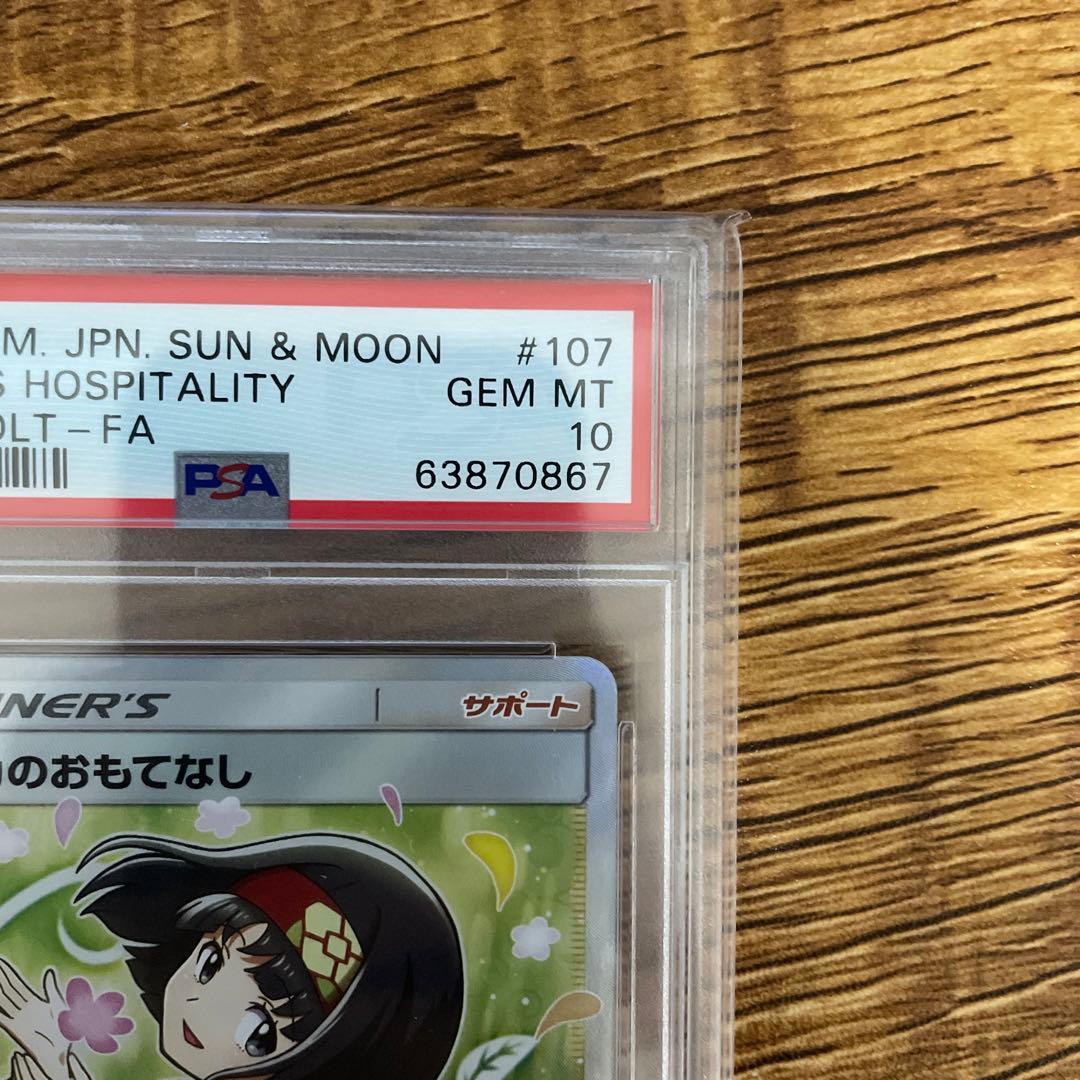 M. JPN. SUN & MOON #107
S HOSPITALITY GEM MT
OLT-FA 10
PSA 63870867
INER'S サポート
のおもてなし